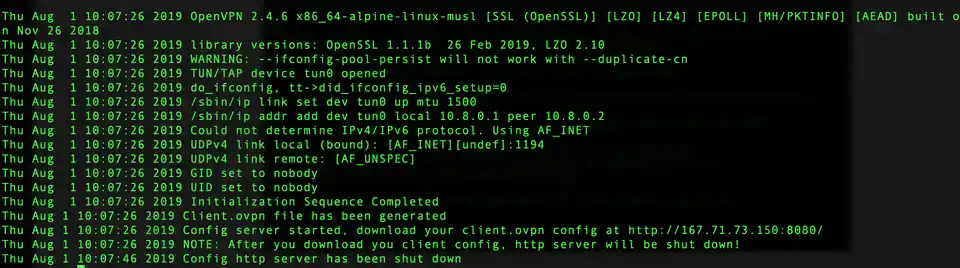 Thu Aug  1 10:07:26 2019 OpenVPN 2.4.6 x86_64-alpine-linux-musl [SSL (OpenSSL)] [LZO] [LZ4] [EPOLL] [MH/PKTINFO] [AEAD] built o
n Nov 26 2018
Thu Aug  1 10:07:26 2019 library versions: OpenSSL 1.1.1b  26 Feb 2019, LZO 2.10
Thu Aug  1 10:07:26 2019 WARNING: --ifconfig-pool-persist will not work with --duplicate-cn
Thu Aug  1 10:07:26 2019 TUN/TAP device tun0 opened
Thu Aug  1 10:07:26 2019 do_ifconfig, tt->did_ifconfig_ipv6_setup=0
Thu Aug  1 10:07:26 2019 /sbin/ip link set dev tun0 up mtu 1500
Thu Aug  1 10:07:26 2019 /sbin/ip addr add dev tun0 local 10.8.0.1 peer 10.8.0.2
Thu Aug  1 10:07:26 2019 Could not determine IPv4/IPv6 protocol. Using AF_INET
Thu Aug  1 10:07:26 2019 UDPv4 link local (bound): [AF_INET][undef]:1194
Thu Aug  1 10:07:26 2019 UDPv4 link remote: [AF_UNSPEC]
Thu Aug  1 10:07:26 2019 GID set to nobody
Thu Aug  1 10:07:26 2019 UID set to nobody
Thu Aug  1 10:07:26 2019 Initialization Sequence Completed
Thu Aug 1 10:07:26 2019 Client.ovpn file has been generated
Thu Aug 1 10:07:26 2019 Config server started, download your client.ovpn config at http://167.71.73.150:8080/
Thu Aug 1 10:07:26 2019 NOTE: After you download you client config, http server will be shut down!
Thu Aug 1 10:07:46 2019 Config http server has been shut down